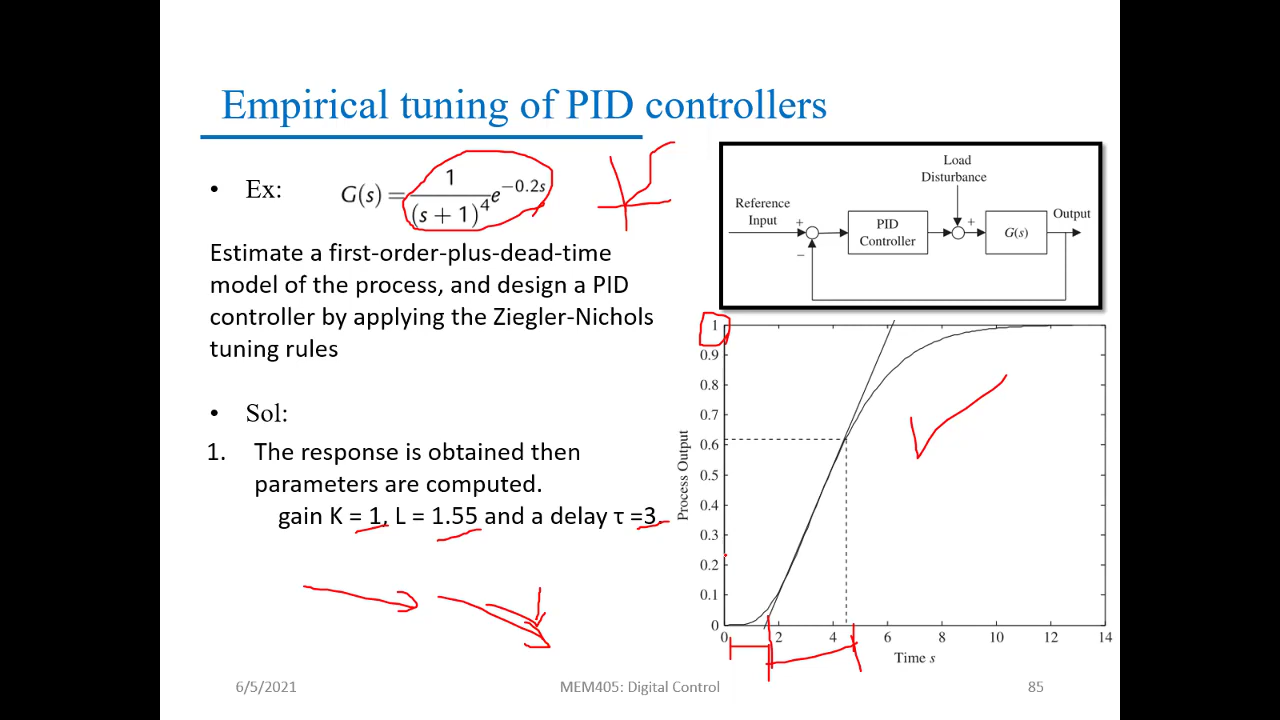 Empirical tuning of PID controllers
• Ex:
G(s) = 1 / (s + 1)^4 e^−0.2s
Estimate a first-order-plus-dead-time
model of the process, and design a PID
controller by applying the Ziegler-Nichols
tuning rules
• Sol:
1. The response is obtained then
parameters are computed.
gain K = 1, L = 1.55 and a delay τ =3.
Load
Disturbance
Reference
Input
+
−
PID
Controller
+
G(s)
Output
1
0.9
0.8
0.7
0.6
0.5
0.4
0.3
0.2
0.1
0
Process Output
0 2 4 6 8 10 12 14
Time s
6/5/2021
MEM405: Digital Control
85